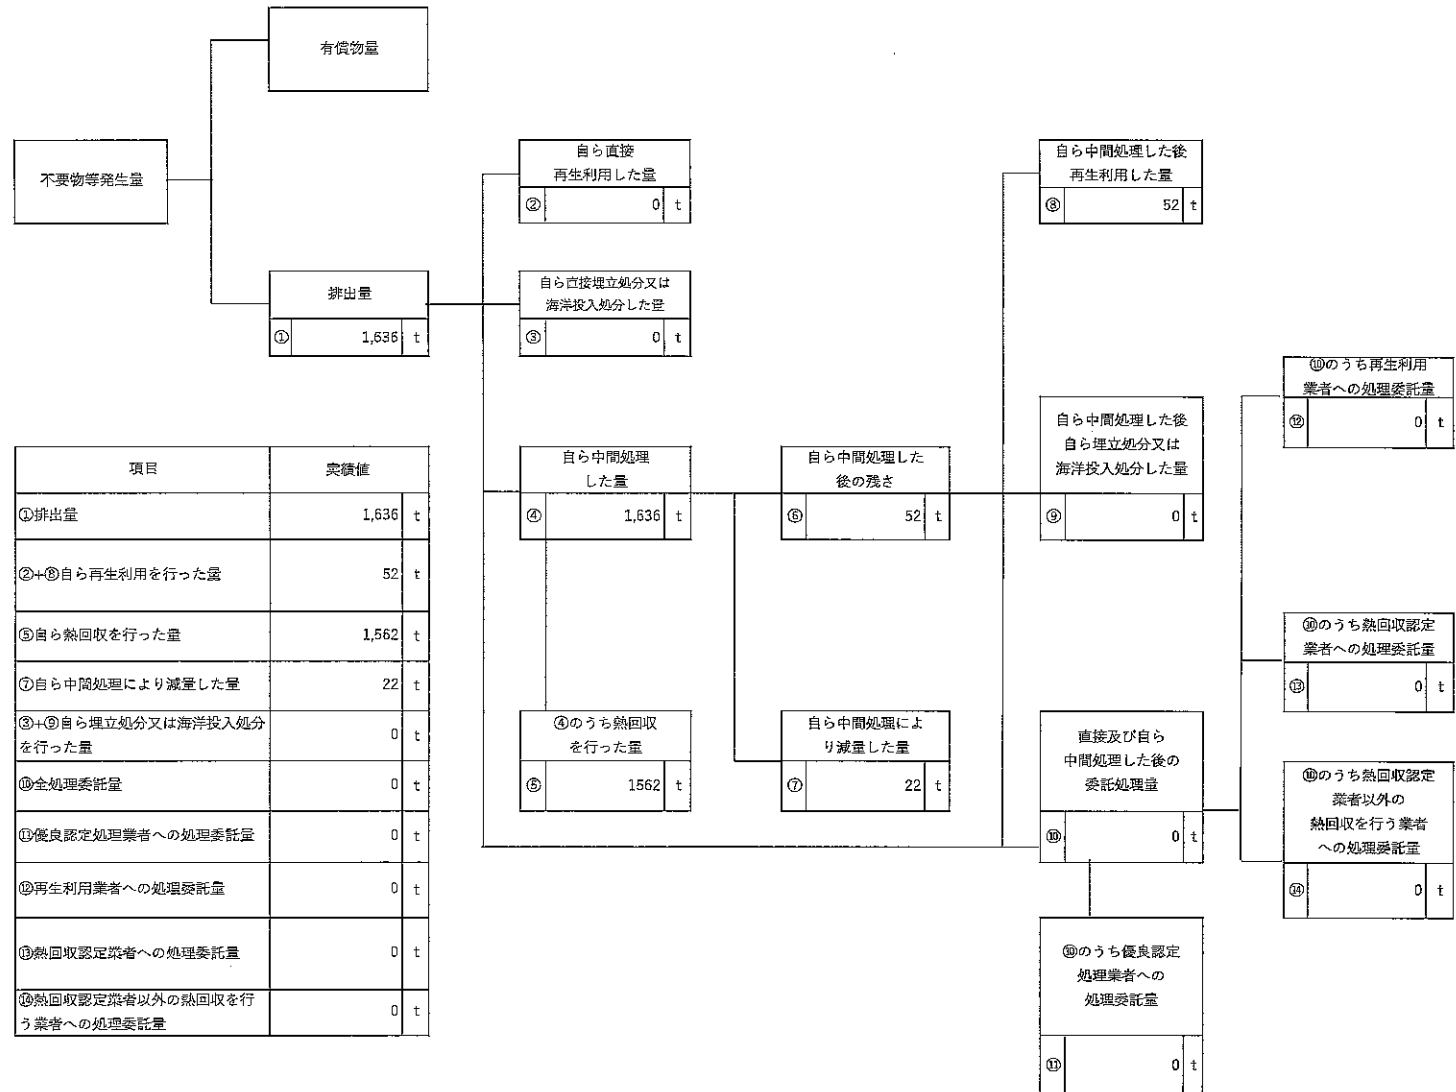 有償物量
不要物等発生量
排出量
① 1,636 t
自ら直接
再生利用した量
② 0 t
自ら直接埋立処分又は
海洋投入処分した量
③ 0 t
自ら中間処理した後
再生利用した量
⑧ 52 t
⑩のうち再生利用
業者への処理委託量
⑫ 0 t
自ら中間処理
した量
④ 1,636 t
自ら中間処理した
後の残さ
⑥ 52 t
自ら中間処理した後
自ら埋立処分又は
海洋投入処分した量
⑨ 0 t
⑩のうち熱回収認定
業者への処理委託量
⑬ 0 t
④のうち熱回収
を行った量
⑤ 1562 t
自ら中間処理によ
り減量した量
⑦ 22 t
直接及び自ら
中間処理した後の
委託処理量
⑩ 0 t
⑩のうち熱回収認定
業者以外の
熱回収を行う業者
への処理委託量
⑭ 0 t
⑩のうち優良認定
処理業者への
処理委託量
⑪ 0 t
項目 実績値
①排出量 1,636 t
②+⑧自ら再生利用を行った量 52 t
⑤自ら熱回収を行った量 1,562 t
⑦自ら中間処理により減量した量 22 t
③+⑨自ら埋立処分又は海洋投入処分
を行った量 0 t
⑩全処理委託量 0 t
⑪優良認定処理業者への処理委託量 0 t
⑫再生利用業者への処理委託量 0 t
⑬熱回収認定業者への処理委託量 0 t
⑭熱回収認定業者以外の熱回収を行
う業者への処理委託量 0 t